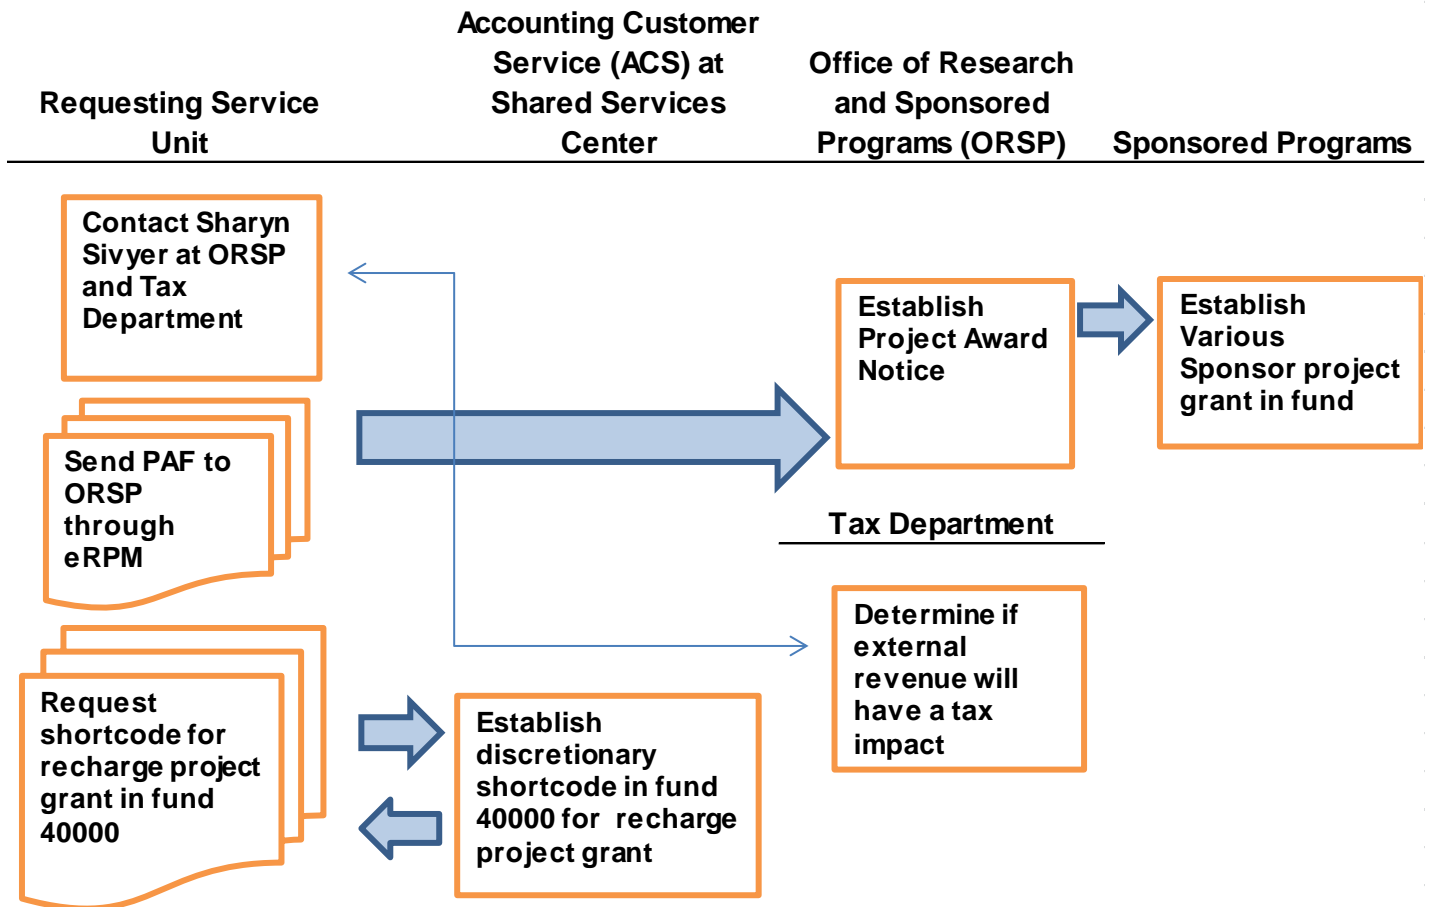 Requesting Service
Unit
Accounting Customer
Service (ACS) at
Shared Services
Center
Office of Research
and Sponsored
Programs (ORSP)
Sponsored Programs
Contact Sharyn
Sivyer at ORSP
and Tax
Department
Establish
Project Award
Notice
Establish
Various
Sponsor project
grant in fund
Send PAF to
ORSP
through
eRPM
Tax Department
Determine if
external
revenue will
have a tax
impact
Request
shortcode for
recharge project
grant in fund
40000
Establish
discretionary
shortcode in fund
40000 for recharge
project grant